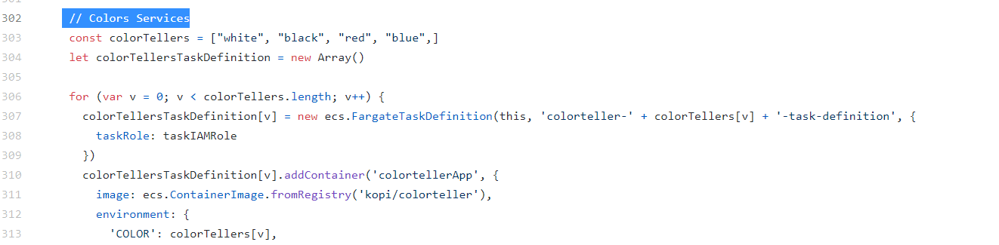 302 // Colors Services
303 const colorTellers = ["white", "black", "red", "blue",]
304 let colorTellersTaskDefinition = new Array()
305
306 for (var v = 0; v < colorTellers.length; v++) {
307 colorTellersTaskDefinition[v] = new ecs.FargateTaskDefinition(this, 'colorteller-' + colorTellers[v] + '-task-definition', {
308 taskRole: taskIAMRole
309 })
310 colorTellersTaskDefinition[v].addContainer('colortellerApp', {
311 image: ecs.ContainerImage.fromRegistry('kopi/colorteller'),
312 environment: {
313 'COLOR': colorTellers[v],